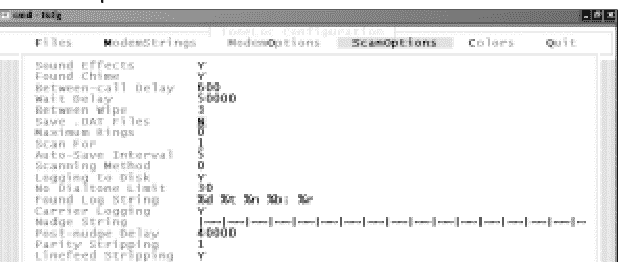 cmd - tlcfg
ToneLoc Configuration
Files ModemStrings ModemOptions ScanOptions Colors Quit
Sound Effects Y
Found Chime Y
Between-call Delay 600
Wait Delay 50000
Between Wipe 3
Save .DAT Files N
Maximum Rings 0
Scan For 1
Auto-Save Interval 5
Scanning Method 0
Logging to Disk Y
No Dialtone Limit 30
Found Log String %d %t %n %b: %r
Carrier Logging Y
Nudge String |~~|~~|~~|~~|~~|~~|~~|~~|~~|~~|~~|~~|~~|~~|~~|~
Post-nudge Delay 40000
Parity Stripping 1
Linefeed Stripping Y